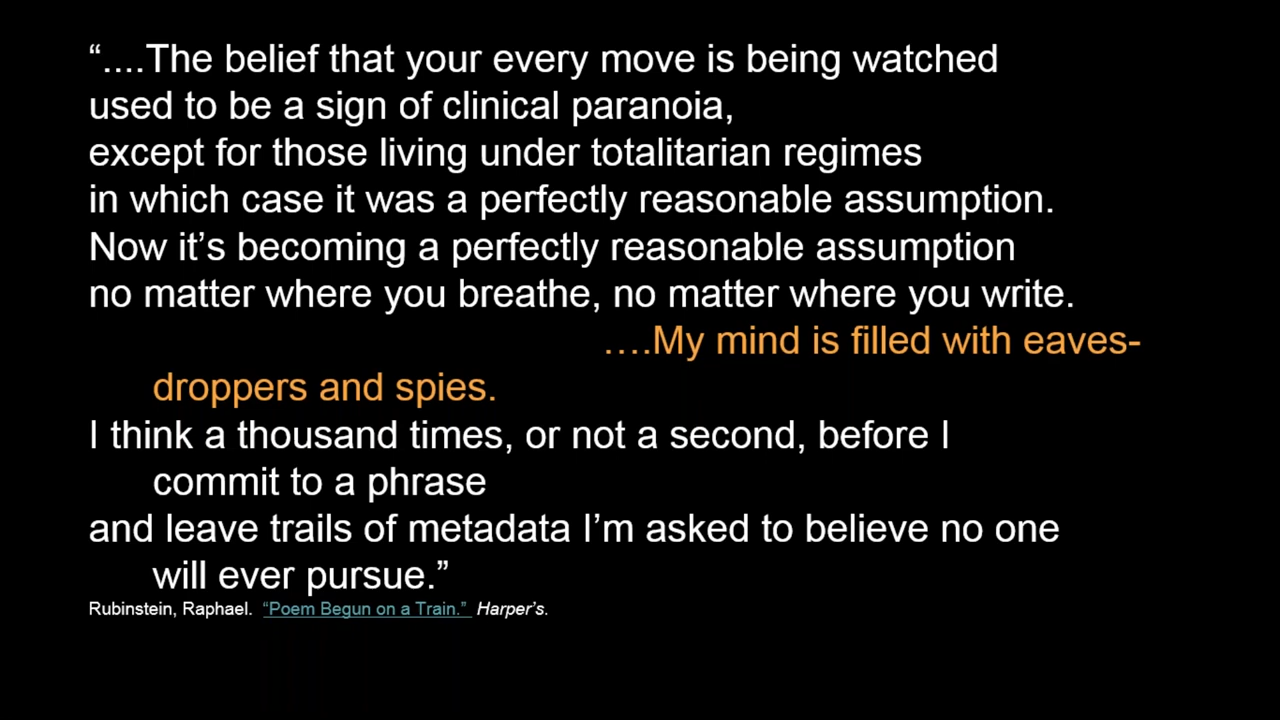 “....The belief that your every move is being watched
used to be a sign of clinical paranoia,
except for those living under totalitarian regimes
in which case it was a perfectly reasonable assumption.
Now it’s becoming a perfectly reasonable assumption
no matter where you breathe, no matter where you write.
….My mind is filled with eaves-
droppers and spies.
I think a thousand times, or not a second, before I
commit to a phrase
and leave trails of metadata I’m asked to believe no one
will ever pursue.”
Rubinstein, Raphael. “Poem Begun on a Train.” Harper’s.